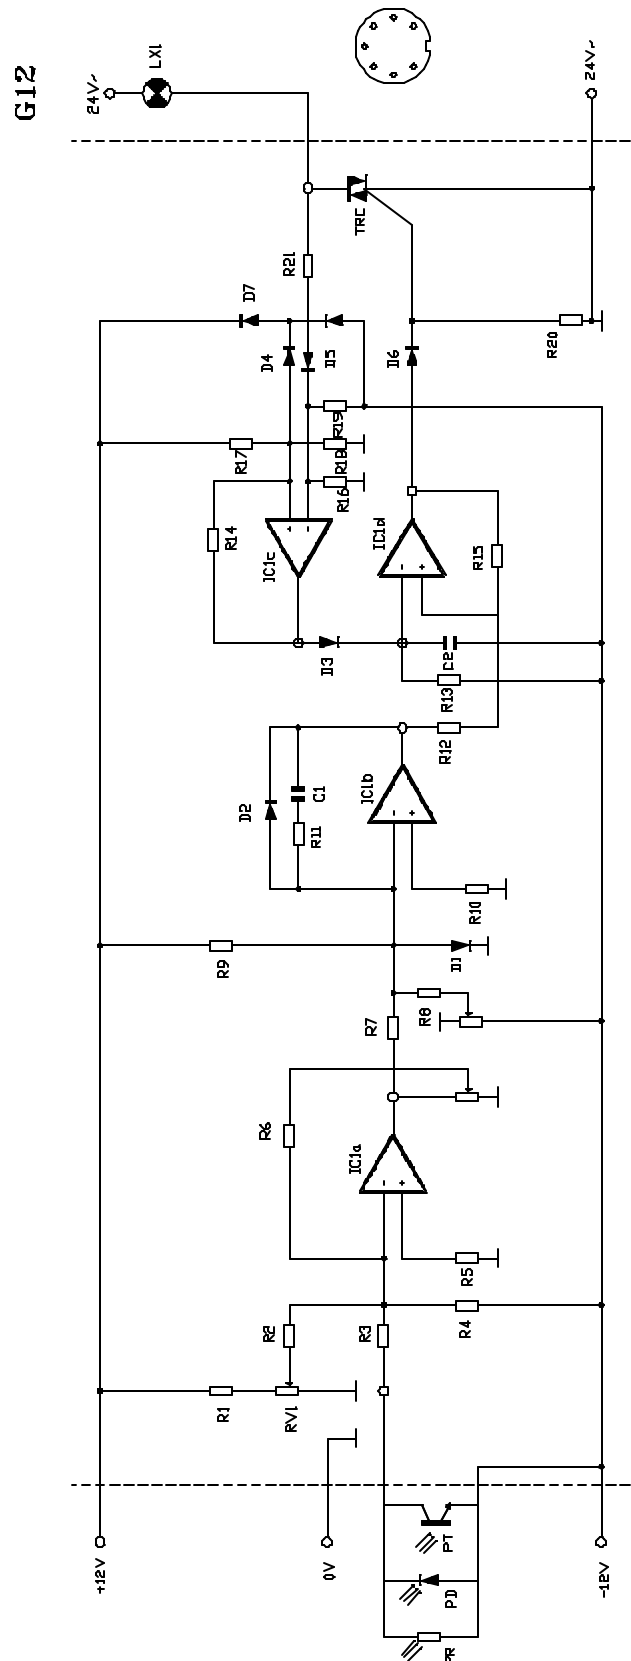 G12
24V~
LX1
24V~
TRC
R21
D7
D4
D5
D6
R20
R19
R17
R18
R16
R14
IC1c
IC1d
R15
D3
C2
R13
R12
D2
C1
IC1b
R11
R10
R9
D1
R7
R8
R6
IC1a
R5
R2
R3
R4
R1
RV1
+12V
0V
PT
-12V
PD